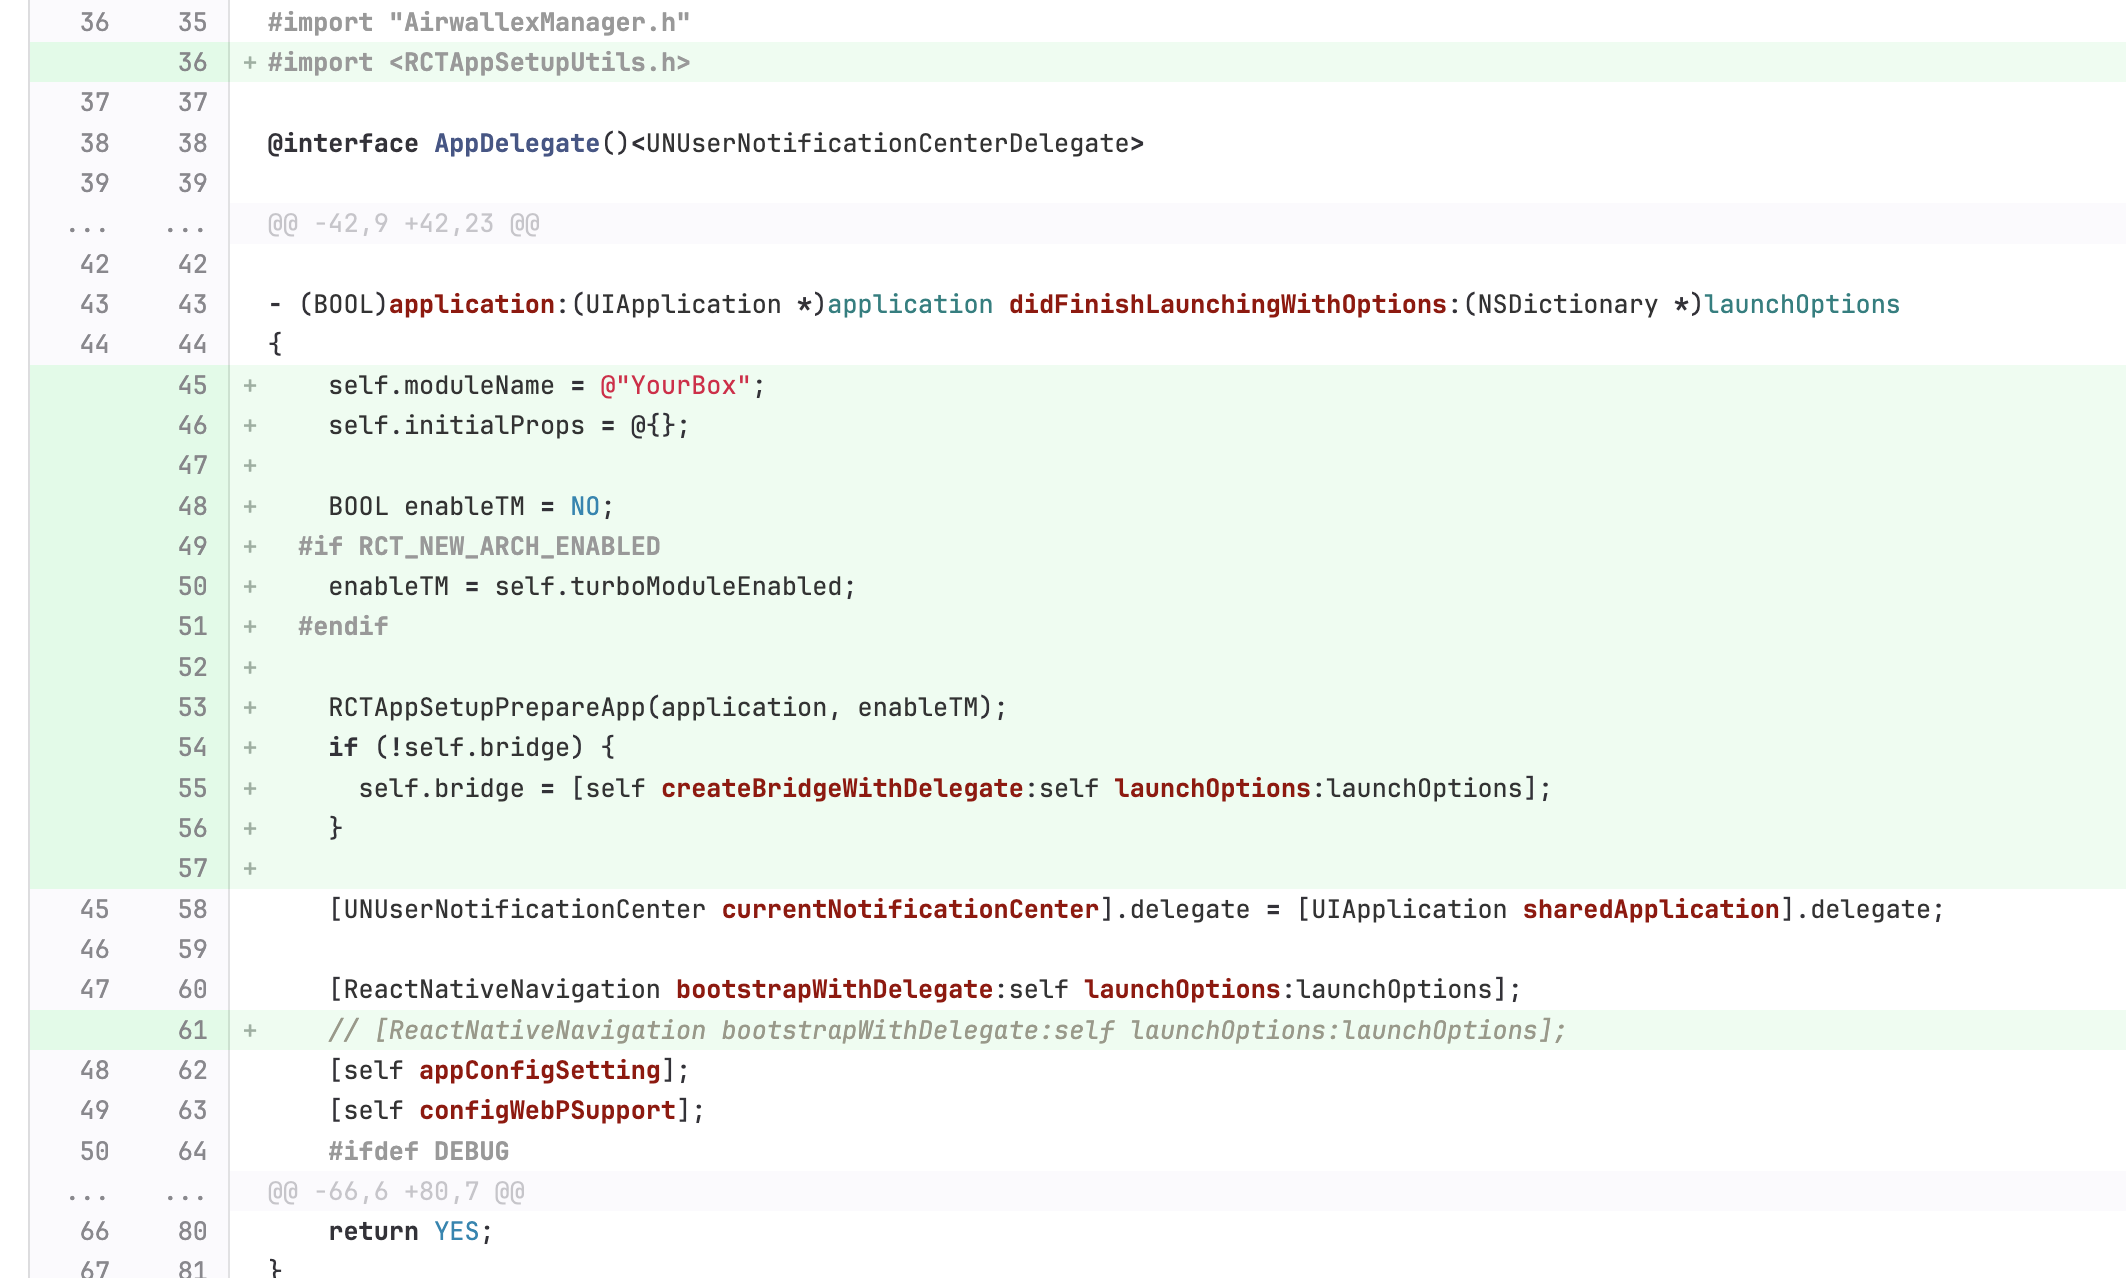 36 35 #import "AirwallexManager.h"
36 + #import <RCTAppSetupUtils.h>
37 37
38 38 @interface AppDelegate()<UNUserNotificationCenterDelegate>
39 39
... ... @@ -42,9 +42,23 @@
42 42
43 43 - (BOOL)application:(UIApplication *)application didFinishLaunchingWithOptions:(NSDictionary *)launchOptions
44 44 {
45 + self.moduleName = @"YourBox";
46 + self.initialProps = @{};
47 +
48 + BOOL enableTM = NO;
49 + #if RCT_NEW_ARCH_ENABLED
50 + enableTM = self.turboModuleEnabled;
51 + #endif
52 +
53 + RCTAppSetupPrepareApp(application, enableTM);
54 + if (!self.bridge) {
55 + self.bridge = [self createBridgeWithDelegate:self launchOptions:launchOptions];
56 + }
57 +
45 58 [UNUserNotificationCenter currentNotificationCenter].delegate = [UIApplication sharedApplication].delegate;
46 59
47 60 [ReactNativeNavigation bootstrapWithDelegate:self launchOptions:launchOptions];
61 + // [ReactNativeNavigation bootstrapWithDelegate:self launchOptions:launchOptions];
48 62 [self appConfigSetting];
49 63 [self configWebPSupport];
50 64 #ifdef DEBUG
... ... @@ -66,6 +80,7 @@
66 80 return YES;
67 81 }